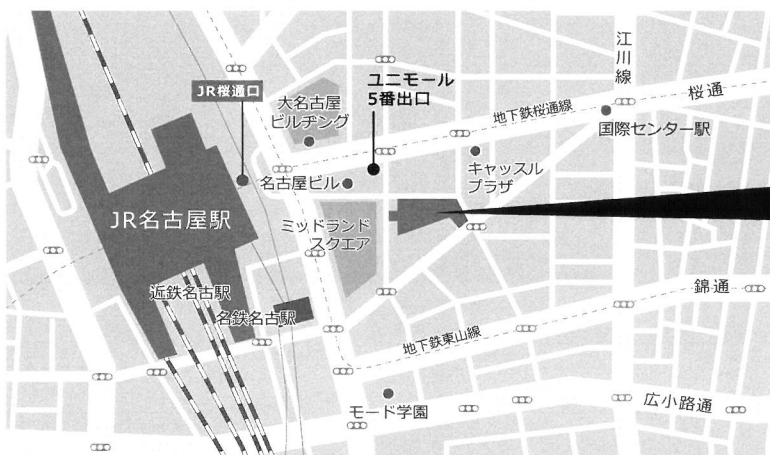 江川線
桜通
JR桜通口
ユニモール
5番出口
大名古屋
ビルヂング
地下鉄桜通線
国際センター駅
名古屋ビル
キャッスル
プラザ
JR名古屋駅
ミッドランド
スクエア
近鉄名古駅
名鉄名古駅
錦通
地下鉄東山線
モード学園
広小路通